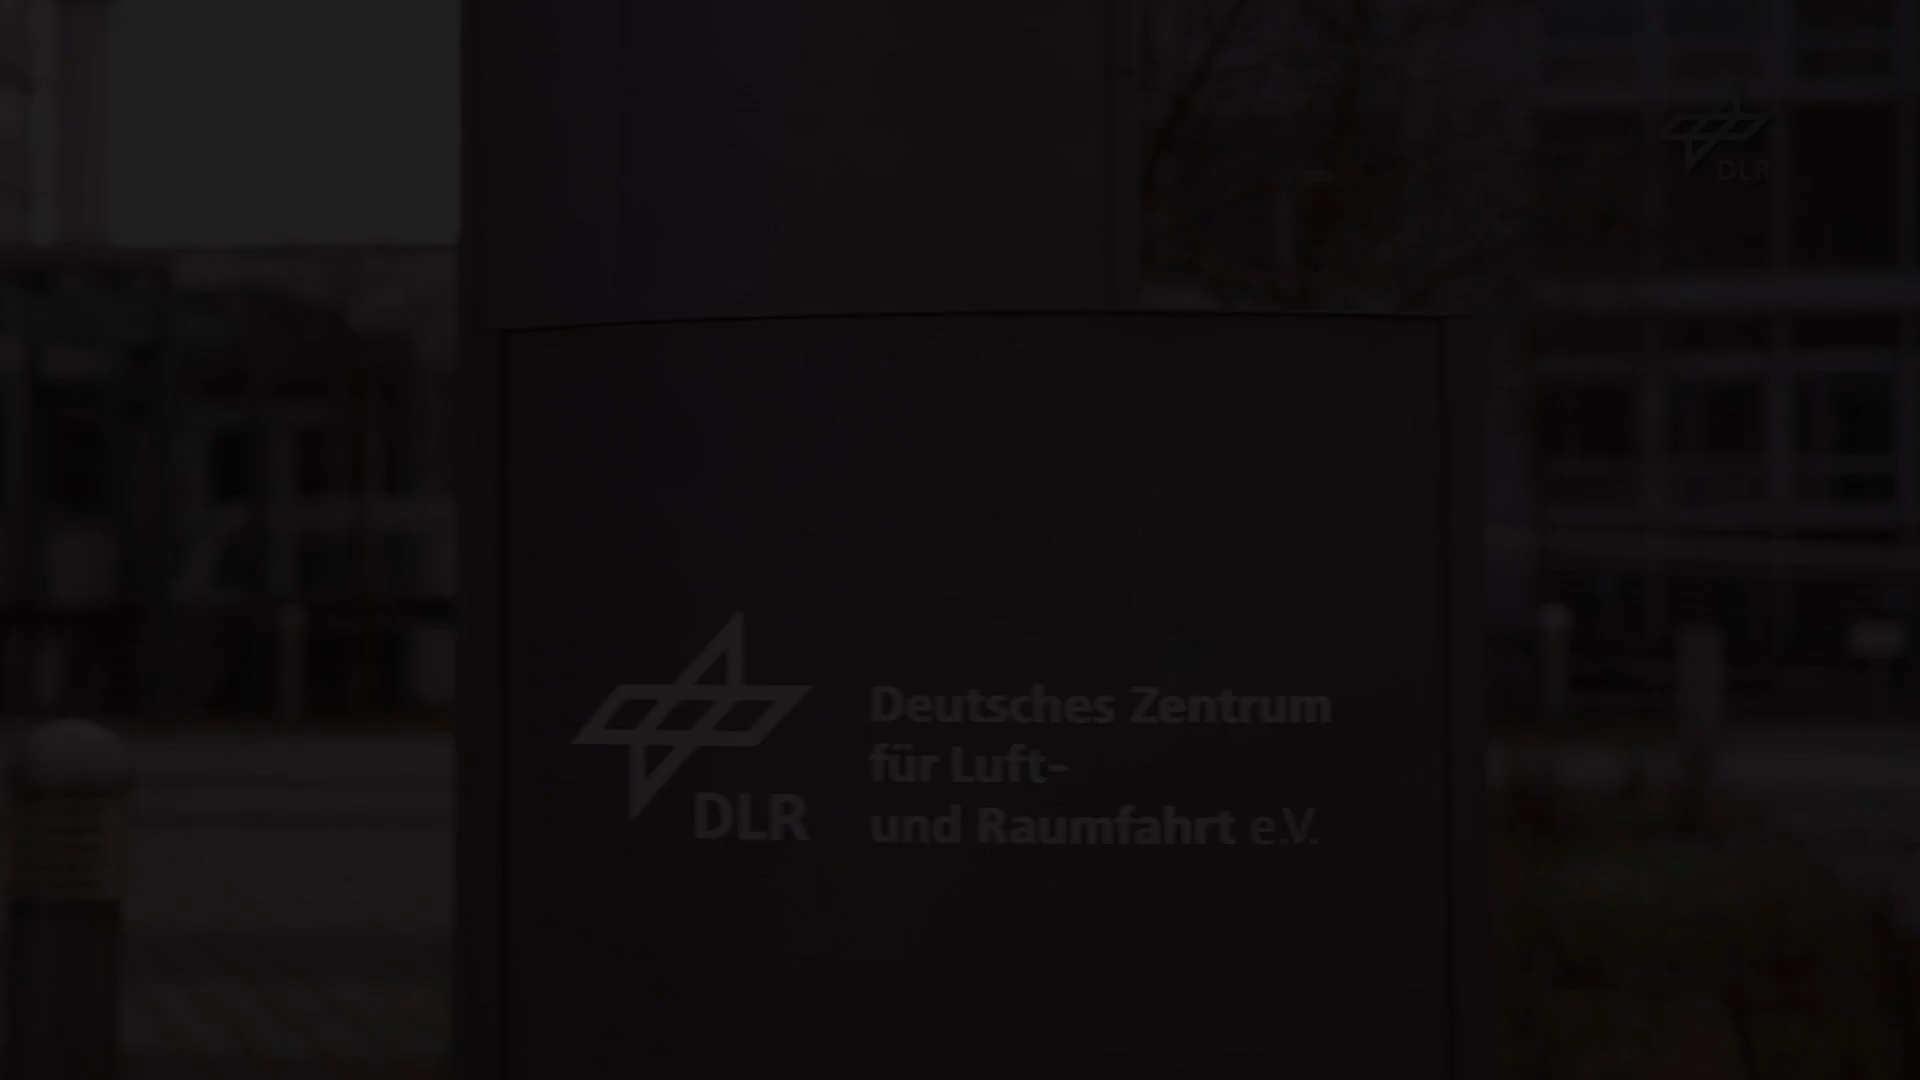 DLR
Deutsches Zentrum
für Luft-
und Raumfahrt e.V.
DLR